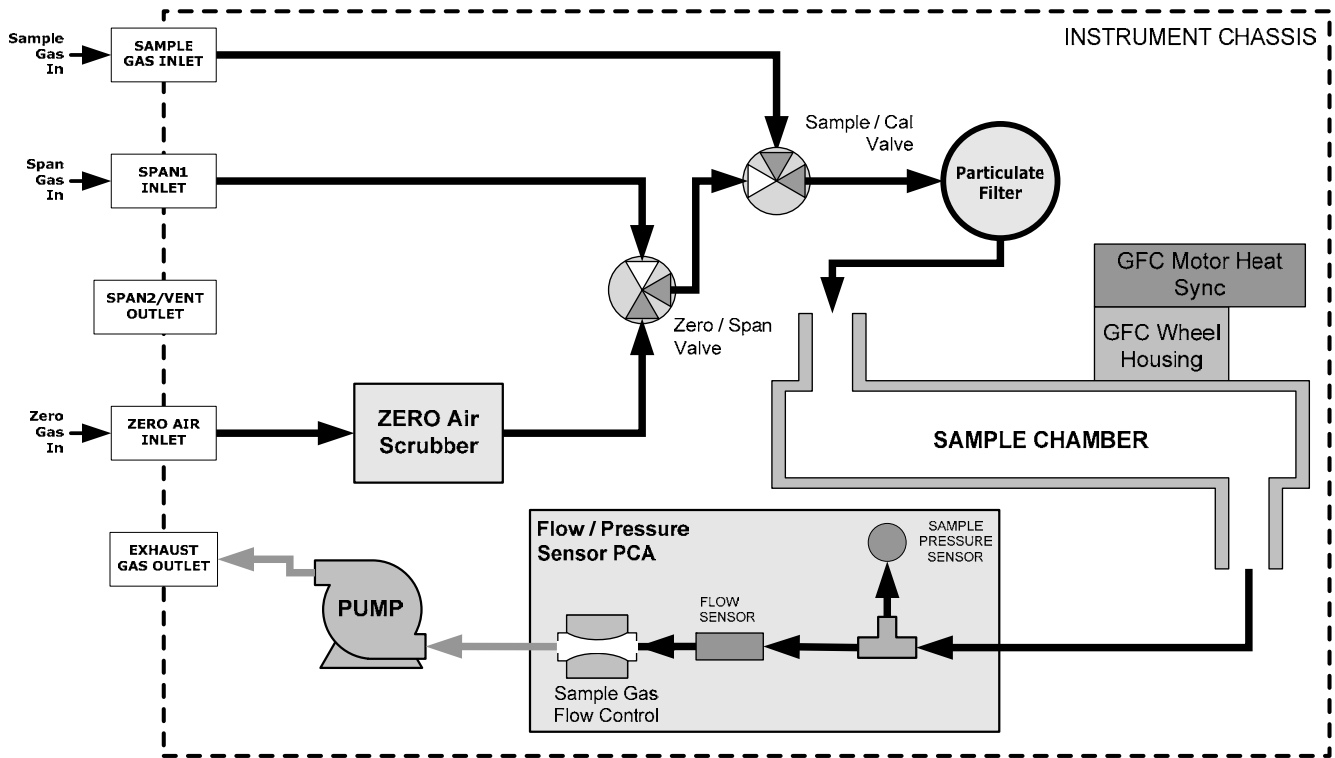 INSTRUMENT CHASSIS
Sample
Gas
In
SAMPLE
GAS INLET
Sample / Cal
Valve
Span
Gas
In
SPAN1
INLET
Particulate
Filter
SPAN2/VENT
OUTLET
Zero / Span
Valve
GFC Motor Heat
Sync
GFC Wheel
Housing
Zero
Gas
In
ZERO AIR
INLET
ZERO Air
Scrubber
SAMPLE CHAMBER
EXHAUST
GAS OUTLET
PUMP
Flow / Pressure
Sensor PCA
SAMPLE
PRESSURE
SENSOR
FLOW
SENSOR
Sample Gas
Flow Control